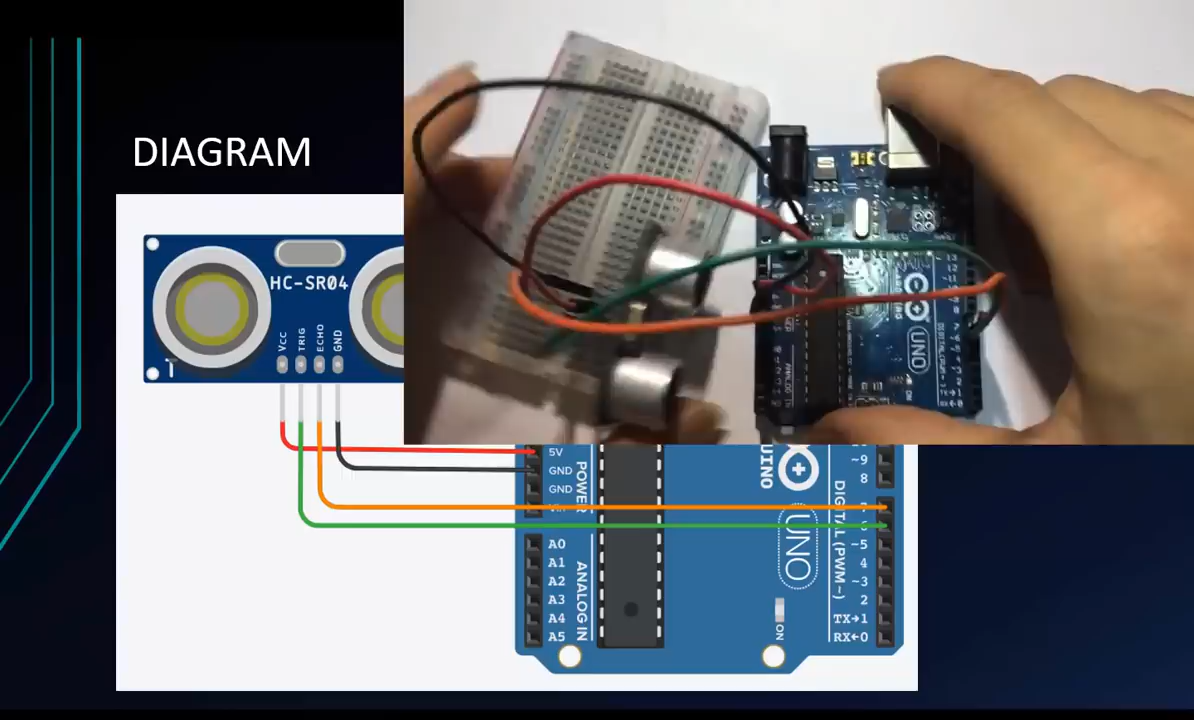 DIAGRAM
HC-SR04
VCC
TRIG
ECHO
GND
T
UNO
5V
GND
GND
Vin
POWER
A0
A1
A2
A3
A4
A5
ANALOG IN
UINO
UNO
ON
DIGITAL (PWM~)
~9
8
~5
4
~3
2
TX→1
RX←0